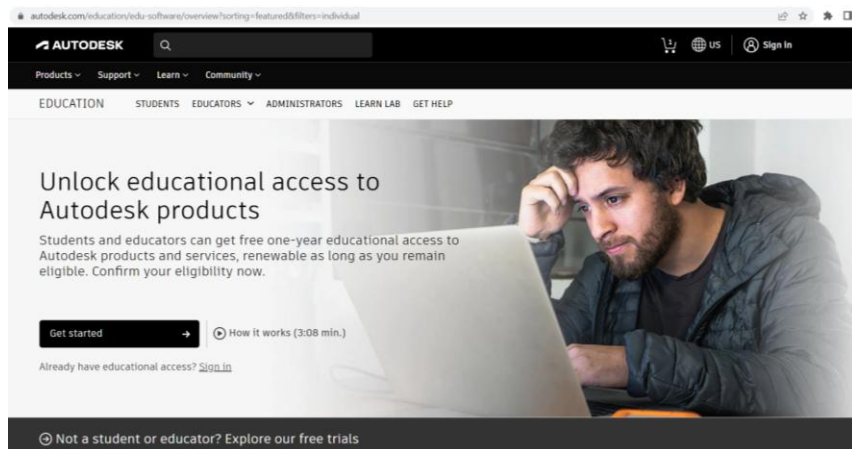 autodesk.com/education/edu-software/overview?sorting=featured&filters=individual
AUTODESK
1
US
Sign in
Products
Support
Learn
Community
EDUCATION
STUDENTS
EDUCATORS
ADMINISTRATORS
LEARN LAB
GET HELP
Unlock educational access to
Autodesk products
Students and educators can get free one-year educational access to
Autodesk products and services, renewable as long as you remain
eligible. Confirm your eligibility now.
Get started
How it works (3:08 min.)
Already have educational access? Sign in
Not a student or educator? Explore our free trials